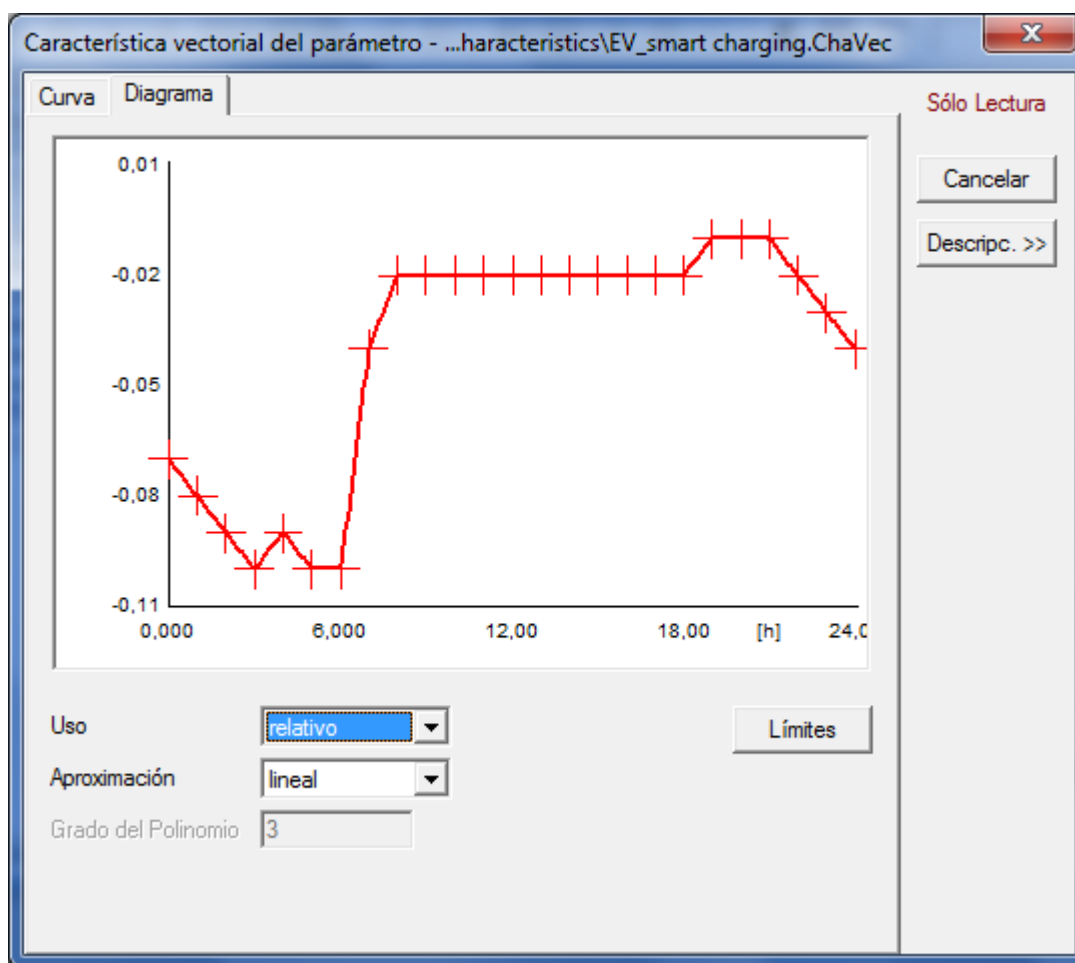 Característica vectorial del parámetro - ...haracteristics\EV_smart charging.ChaVec
Curva Diagrama
Sólo Lectura
Cancelar
Descripc. >>
0,01
-0,02
-0,05
-0,08
-0,11
0,000 6,000 12,00 18,00 [h] 24,0
Uso relativo Límites
Aproximación lineal
Grado del Polinomio 3